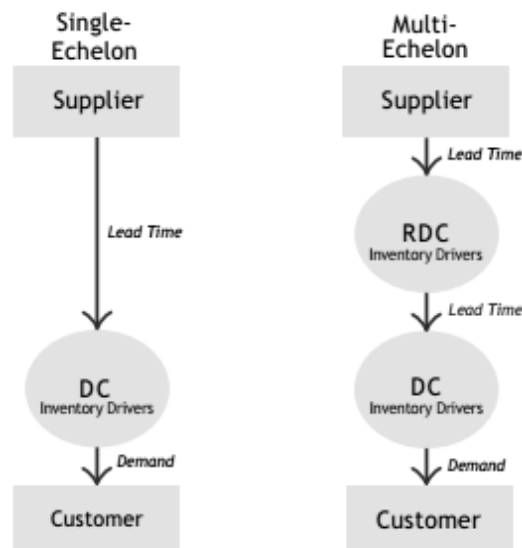 Single-
Echelon
Supplier
Lead Time
DC
Inventory Drivers
Demand
Customer
Multi-
Echelon
Supplier
Lead Time
RDC
Inventory Drivers
Lead Time
DC
Inventory Drivers
Demand
Customer